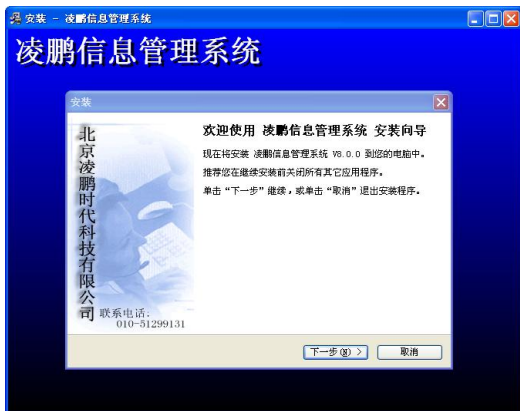 安装 - 凌鹏信息管理系统
凌鹏信息管理系统
安装
北京凌鹏时代科技有限公司
联系电话:
010-51299131
欢迎使用 凌鹏信息管理系统 安装向导
现在将安装 凌鹏信息管理系统 V8.0.0 到您的电脑中。
推荐您在继续安装前关闭所有其它应用程序。
单击“下一步”继续，或单击“取消”退出安装程序。
下一步(N) >
取消